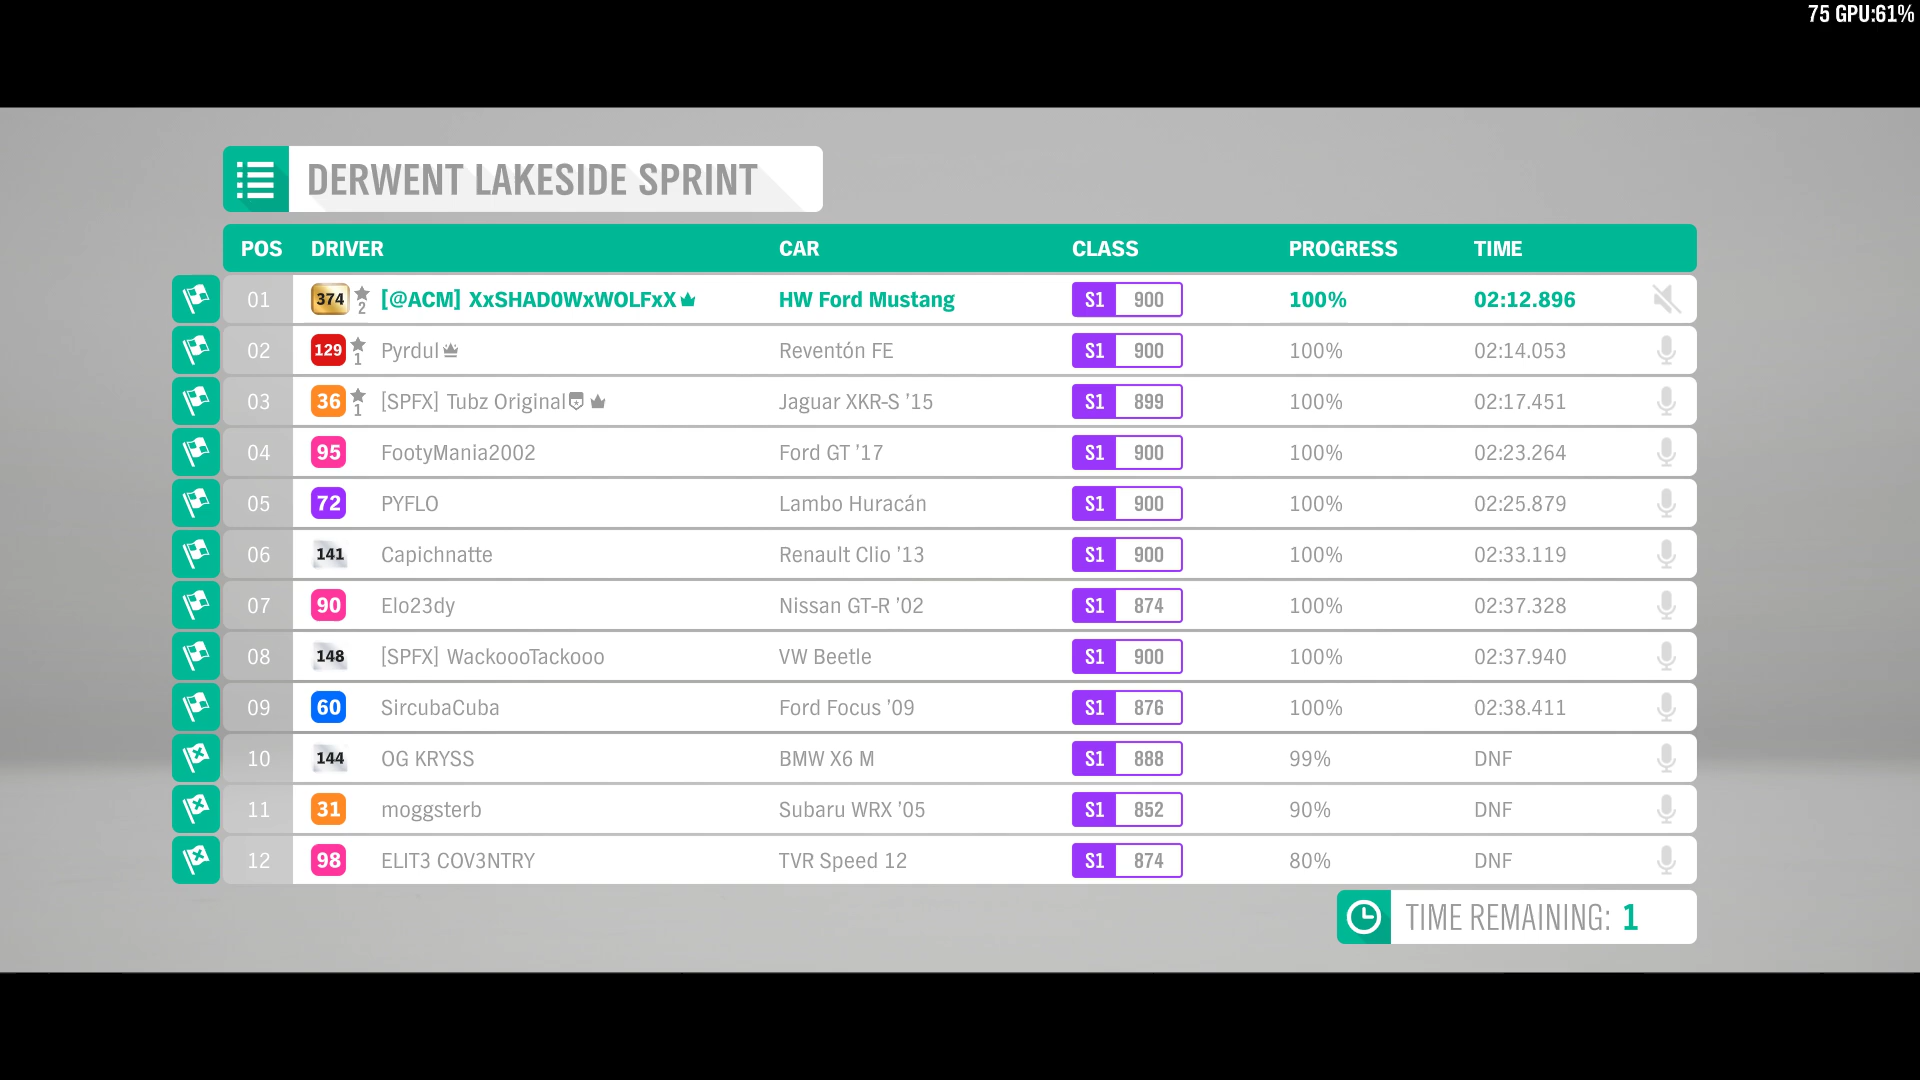 75 GPU:61%
DERWENT LAKESIDE SPRINT
POS DRIVER CAR CLASS PROGRESS TIME
01 374 2 [@ACM] XxSHAD0WxWOLFxX HW Ford Mustang S1 900 100% 02:12.896
02 129 1 Pyrdul Reventón FE S1 900 100% 02:14.053
03 36 1 [SPFX] Tubz Original Jaguar XKR-S ’15 S1 899 100% 02:17.451
04 95 FootyMania2002 Ford GT ’17 S1 900 100% 02:23.264
05 72 PYFLO Lambo Huracán S1 900 100% 02:25.879
06 141 Capichnatte Renault Clio ’13 S1 900 100% 02:33.119
07 90 Elo23dy Nissan GT-R ’02 S1 874 100% 02:37.328
08 148 [SPFX] WackoooTackooo VW Beetle S1 900 100% 02:37.940
09 60 SircubaCuba Ford Focus ’09 S1 876 100% 02:38.411
10 144 OG KRYSS BMW X6 M S1 888 99% DNF
11 31 moggsterb Subaru WRX ’05 S1 852 90% DNF
12 98 ELIT3 COV3NTRY TVR Speed 12 S1 874 80% DNF
TIME REMAINING: 1